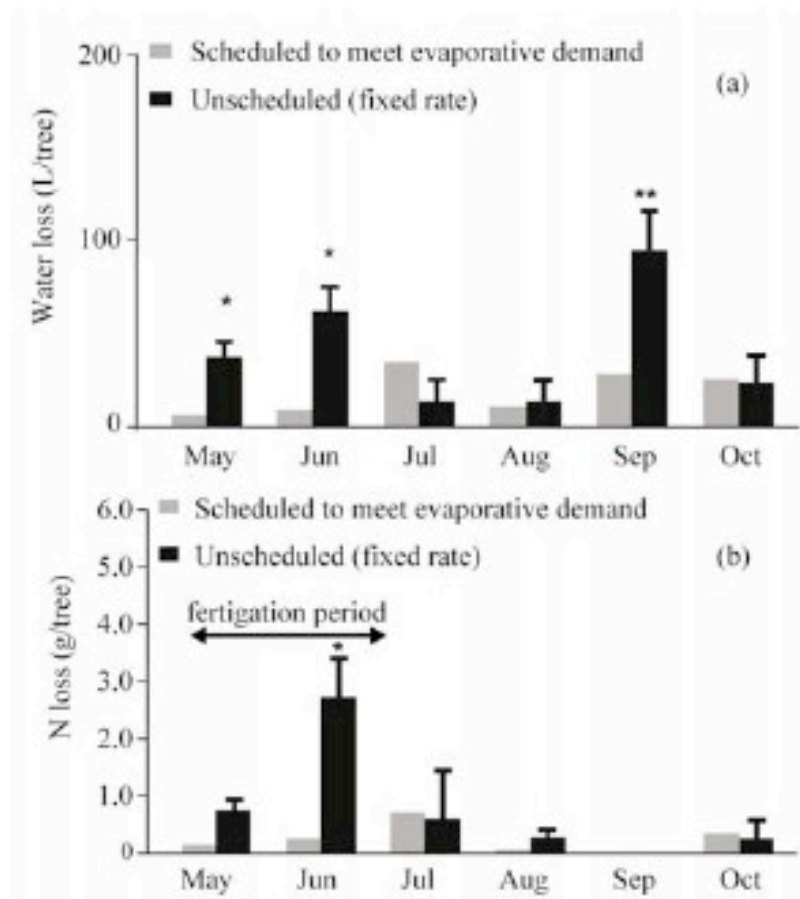 200
Scheduled to meet evaporative demand
(a)
Unscheduled (fixed rate)
Water loss (L/tree)
100
*
*
**
0
May Jun Jul Aug Sep Oct
6.0
Scheduled to meet evaporative demand
5.0
Unscheduled (fixed rate)
(b)
fertigation period
4.0
*
N loss (g/tree)
3.0
2.0
1.0
0
May Jun Jul Aug Sep Oct